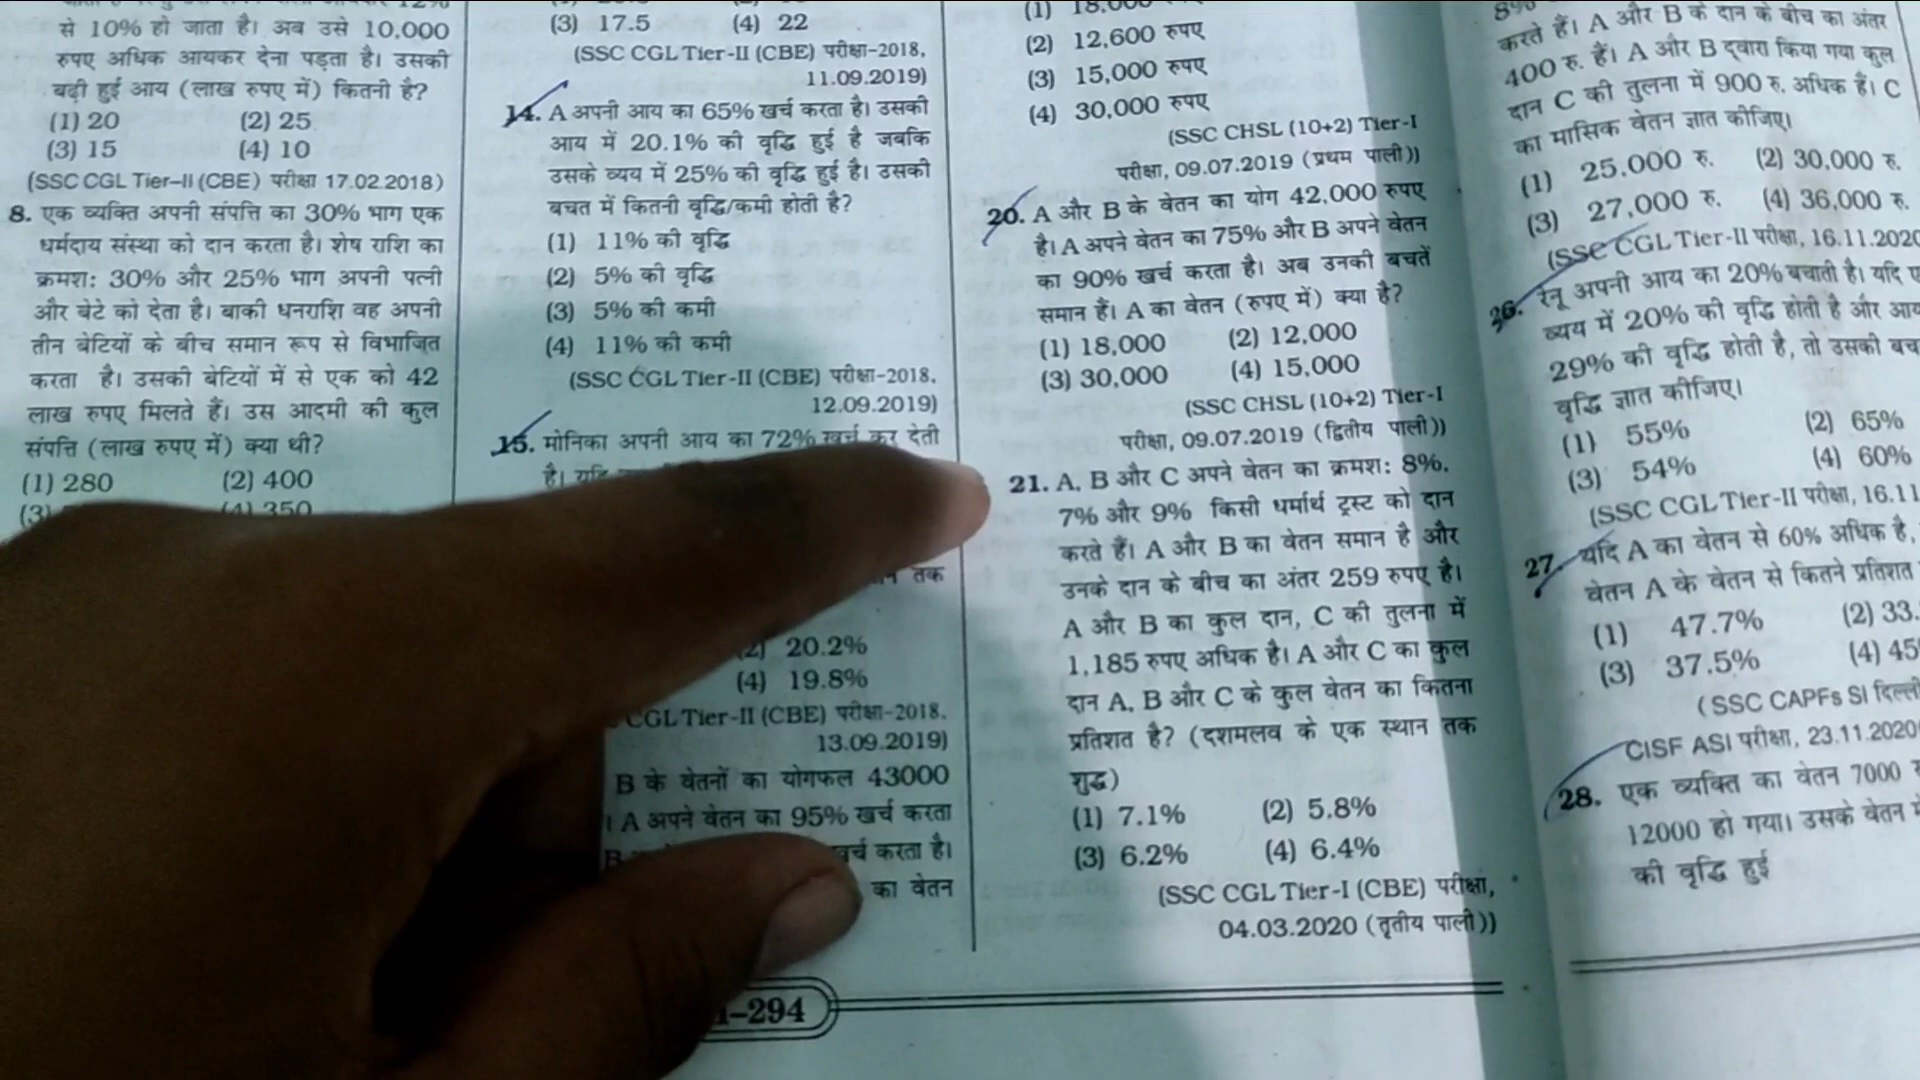 से 10% हो जाता है। अब उसे 10,000
रुपए अधिक आयकर देना पड़ता है। उसकी
बढ़ी हुई आय (लाख रुपए में) कितनी है?
(1) 20 (2) 25
(3) 15 (4) 10
(SSC CGL Tier–II (CBE) परीक्षा 17.02.2018)
8. एक व्यक्ति अपनी संपत्ति का 30% भाग एक
धर्मदाय संस्था को दान करता है। शेष राशि का
क्रमश: 30% और 25% भाग अपनी पत्नी
और बेटे को देता है। बाकी धनराशि वह अपनी
तीन बेटियों के बीच समान रूप से विभाजित
करता है। उसकी बेटियों में से एक को 42
लाख रुपए मिलते हैं। उस आदमी की कुल
संपत्ति (लाख रुपए में) क्या थी?
(1) 280 (2) 400
(3) (4) 350
(3) 17.5 (4) 22
(SSC CGL Tier-II (CBE) परीक्षा-2018,
11.09.2019)
14. A अपनी आय का 65% खर्च करता है। उसकी
आय में 20.1% की वृद्धि हुई है जबकि
उसके व्यय में 25% की वृद्धि हुई है। उसकी
बचत में कितनी वृद्धि/कमी होती है?
(1) 11% की वृद्धि
(2) 5% की वृद्धि
(3) 5% की कमी
(4) 11% की कमी
(SSC CGL Tier-II (CBE) परीक्षा-2018,
12.09.2019)
15. मोनिका अपनी आय का 72% खर्च कर देती
है। यदि
तक
(2) 20.2%
(4) 19.8%
CGL Tier-II (CBE) परीक्षा-2018,
13.09.2019)
B के वेतनों का योगफल 43000
। A अपने वेतन का 95% खर्च करता
B खर्च करता है।
का वेतन
-294
(1) 18,000
(2) 12,600 रुपए
(3) 15,000 रुपए
(4) 30,000 रुपए
(SSC CHSL (10+2) Tier-I
परीक्षा, 09.07.2019 (प्रथम पाली))
20. A और B के वेतन का योग 42,000 रुपए
है। A अपने वेतन का 75% और B अपने वेतन
का 90% खर्च करता है। अब उनकी बचतें
समान हैं। A का वेतन (रुपए में) क्या है?
(1) 18,000 (2) 12,000
(3) 30,000 (4) 15,000
(SSC CHSL (10+2) Tier-I
परीक्षा, 09.07.2019 (द्वितीय पाली))
21. A, B और C अपने वेतन का क्रमश: 8%,
7% और 9% किसी धर्मार्थ ट्रस्ट को दान
करते हैं। A और B का वेतन समान है और
उनके दान के बीच का अंतर 259 रुपए है।
A और B का कुल दान, C की तुलना में
1,185 रुपए अधिक है। A और C का कुल
दान A, B और C के कुल वेतन का कितना
प्रतिशत है? (दशमलव के एक स्थान तक
शुद्ध)
(1) 7.1% (2) 5.8%
(3) 6.2% (4) 6.4%
(SSC CGL Tier-I (CBE) परीक्षा,
04.03.2020 (तृतीय पाली))
8%
करते हैं। A और B के दान के बीच का अंतर
400 रु. हैं। A और B द्वारा किया गया कुल
दान C की तुलना में 900 रु. अधिक हैं। C
का मासिक वेतन ज्ञात कीजिए।
(1) 25,000 रु. (2) 30,000 रु.
(3) 27,000 रु. (4) 36,000 रु.
(SSC CGL Tier-II परीक्षा, 16.11.2020
26. रेनू अपनी आय का 20% बचाती है। यदि
व्यय में 20% की वृद्धि होती है और आय
29% की वृद्धि होती है, तो उसकी बच
वृद्धि ज्ञात कीजिए।
(1) 55% (2) 65%
(3) 54% (4) 60%
(SSC CGL Tier-II परीक्षा, 16.11
27. यदि A का वेतन से 60% अधिक है,
वेतन A के वेतन से कितने प्रतिशत
(1) 47.7% (2) 33.
(3) 37.5% (4) 45
(SSC CAPFs SI दिल्ली
CISF ASI परीक्षा, 23.11.2020
28. एक व्यक्ति का वेतन 7000
12000 हो गया। उसके वेतन में
की वृद्धि हुई